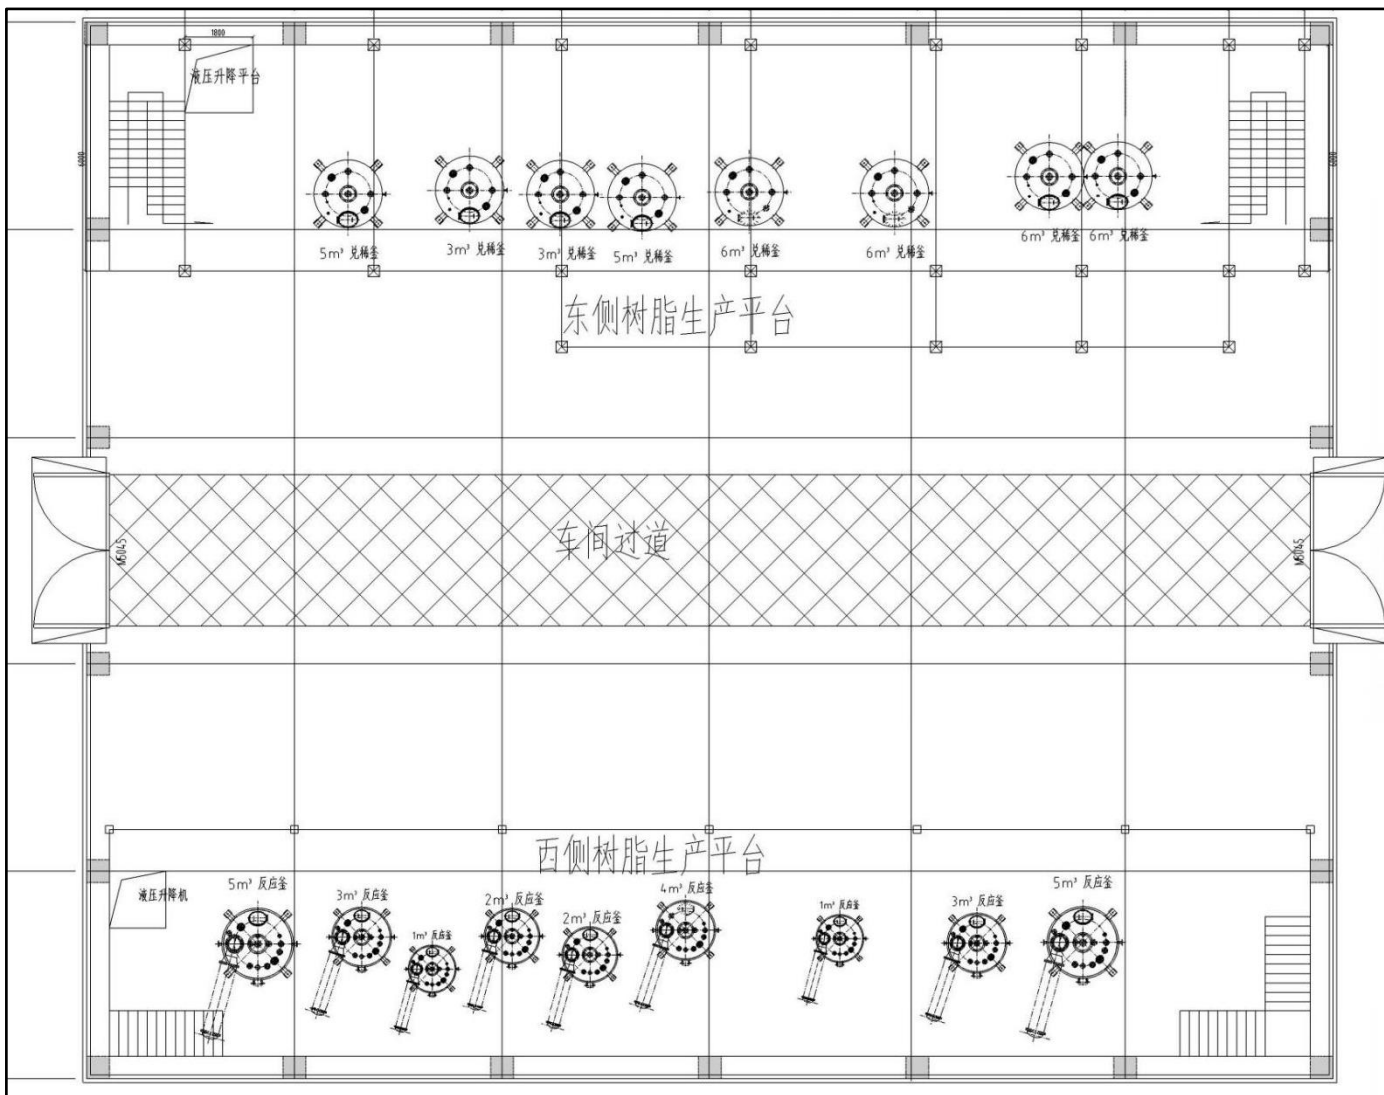 1800
液压升降平台
6000
6000
5m³ 兑稀釜
3m³ 兑稀釜
3m³ 兑稀釜
5m³ 兑稀釜
6m³ 兑稀釜
6m³ 兑稀釜
6m³ 兑稀釜
6m³ 兑稀釜
东侧树脂生产平台
车间过道
M5045
M5045
西侧树脂生产平台
液压升降机
5m³ 反应釜
3m³ 反应釜
1m³ 反应釜
2m³ 反应釜
2m³ 反应釜
4m³ 反应釜
1m³ 反应釜
3m³ 反应釜
5m³ 反应釜